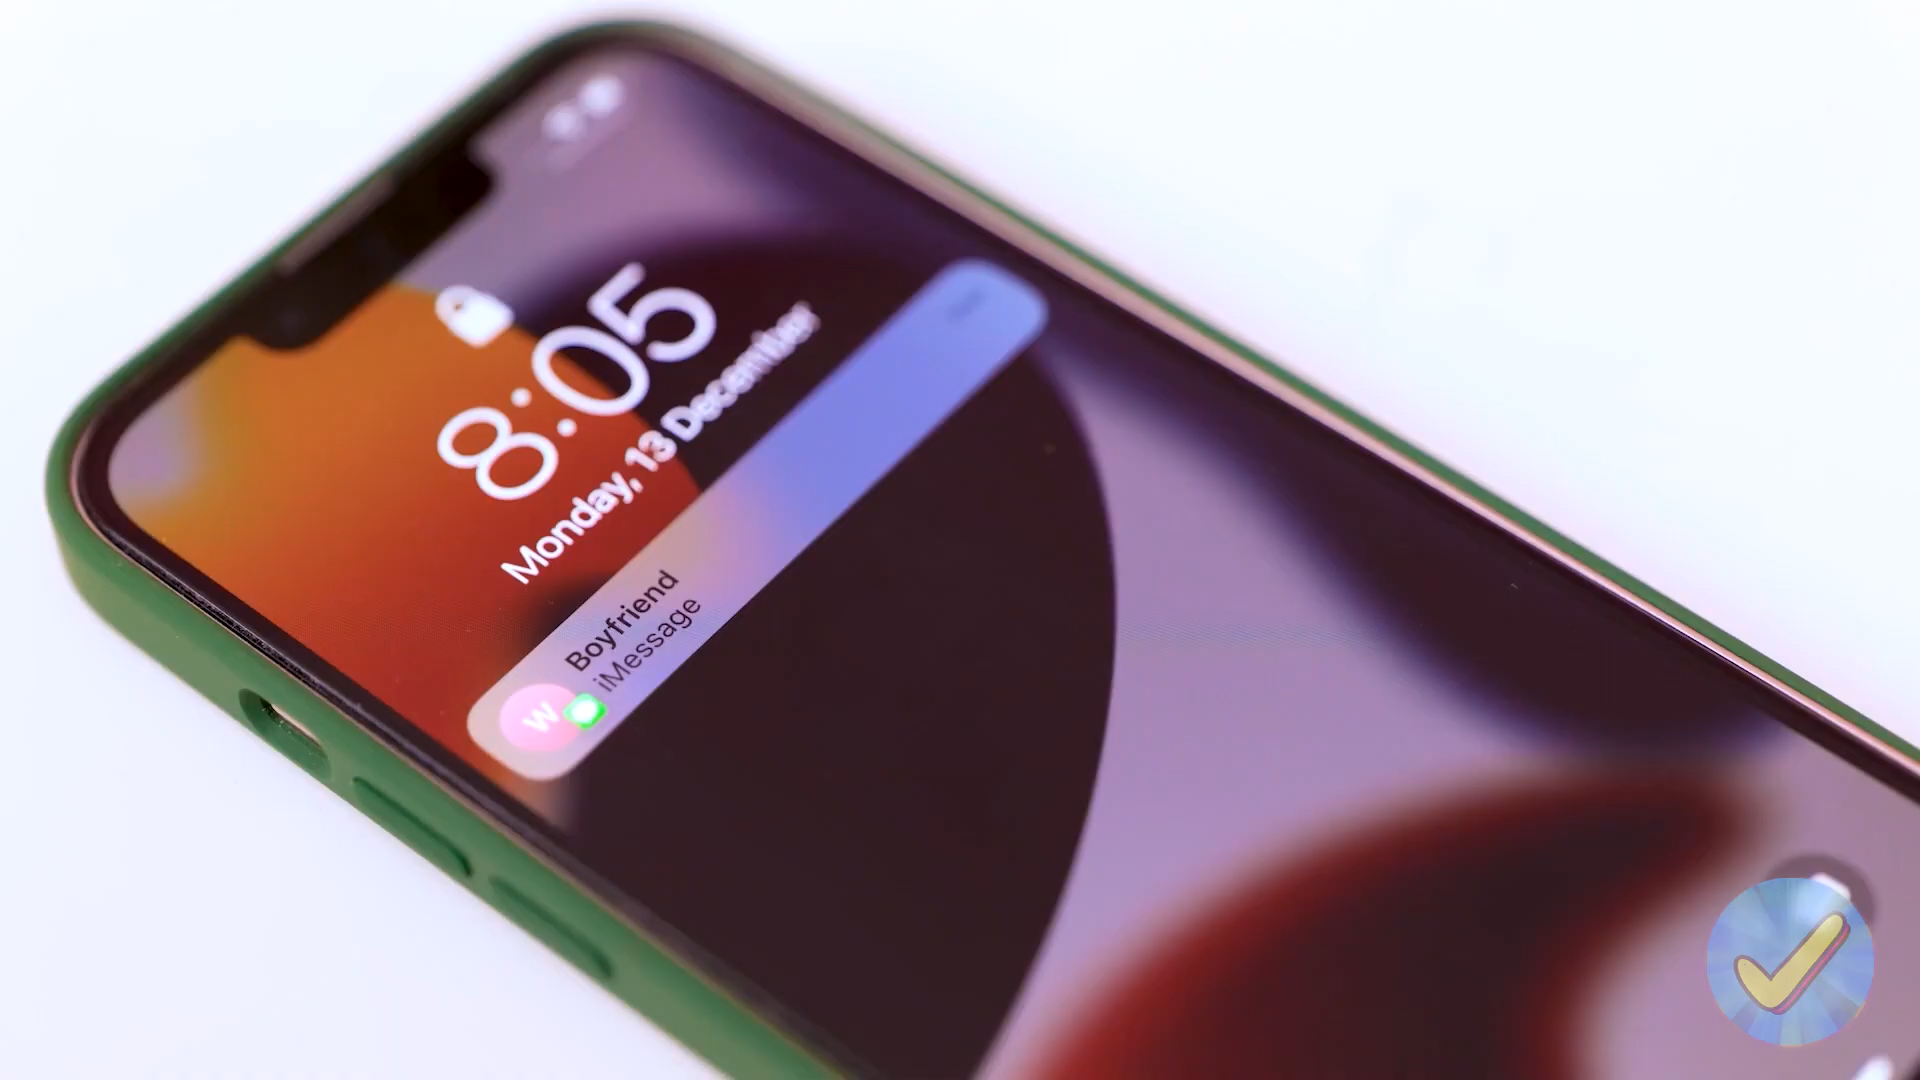 8:05
Monday, 13 December
Boyfriend
iMessage
W